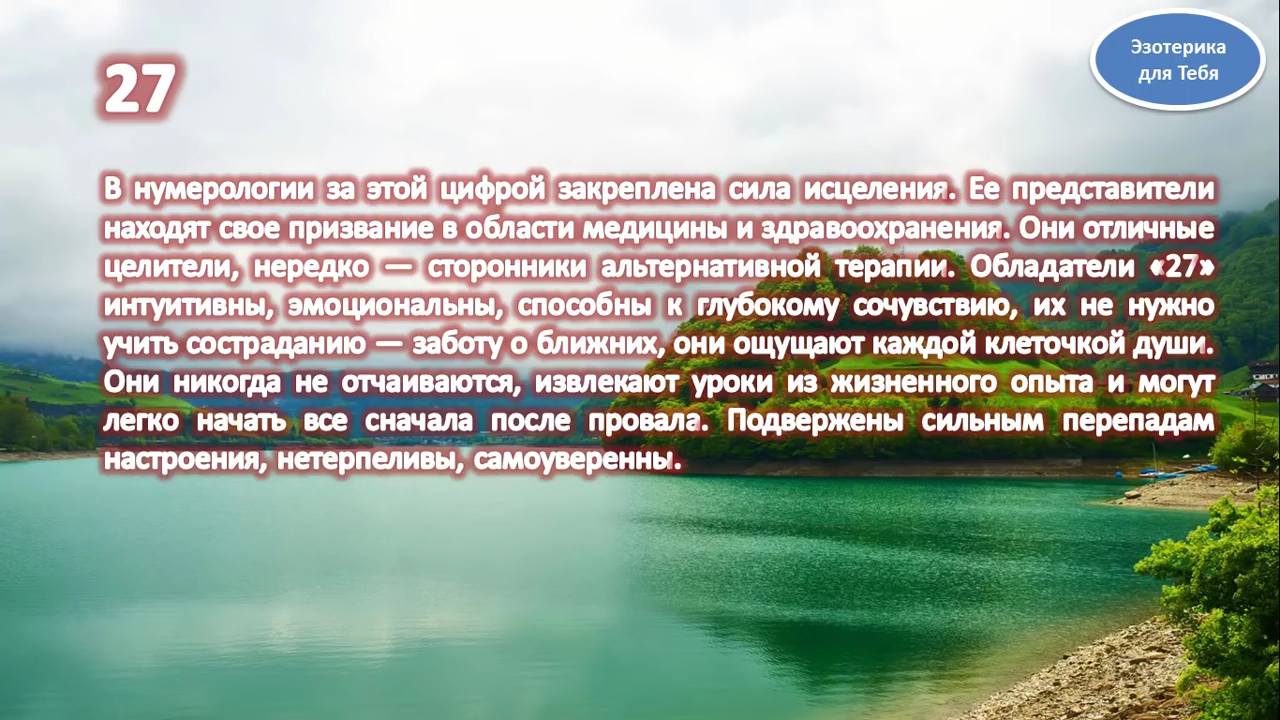 27
Эзотерика
для Тебя
В нумерологии за этой цифрой закреплена сила исцеления. Ее представители
находят свое призвание в области медицины и здравоохранения. Они отличные
целители, нередко — сторонники альтернативной терапии. Обладатели «27»
интуитивны, эмоциональны, способны к глубокому сочувствию, их не нужно
учить состраданию — заботу о ближних, они ощущают каждой клеточкой души.
Они никогда не отчаиваются, извлекают уроки из жизненного опыта и могут
легко начать все сначала после провала. Подвержены сильным перепадам
настроения, нетерпеливы, самоуверенны.